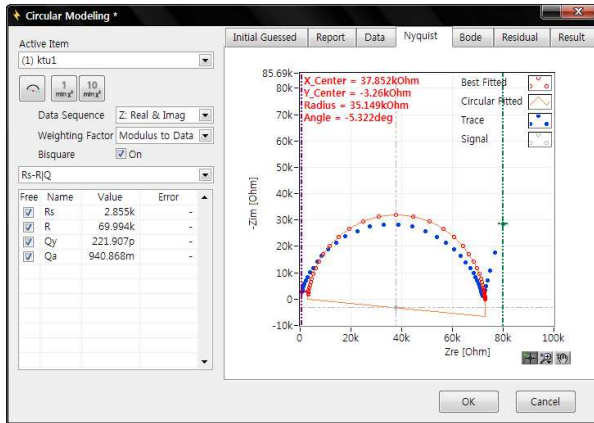 Circular Modeling *
Active Item
(1) ktu1
1 min χ²
10 min χ²
Data Sequence Z: Real & Imag
Weighting Factor Modulus to Data
Bisquare On
Rs-R|Q
Free Name Value Error
Rs 2.855k -
R 69.994k -
Qy 221.907p -
Qa 940.868m -
Initial Guessed Report Data Nyquist Bode Residual Result
X_Center = 37.852kOhm
Y_Center = -3.26kOhm
Radius = 35.149kOhm
Angle = -5.322deg
Best Fitted
Circular Fitted
Trace
Signal
85.69k
80k
70k
60k
50k
40k
30k
20k
10k
0
-10k
-Zim [Ohm]
0 20k 40k 60k 80k 100k
Zre [Ohm]
OK Cancel